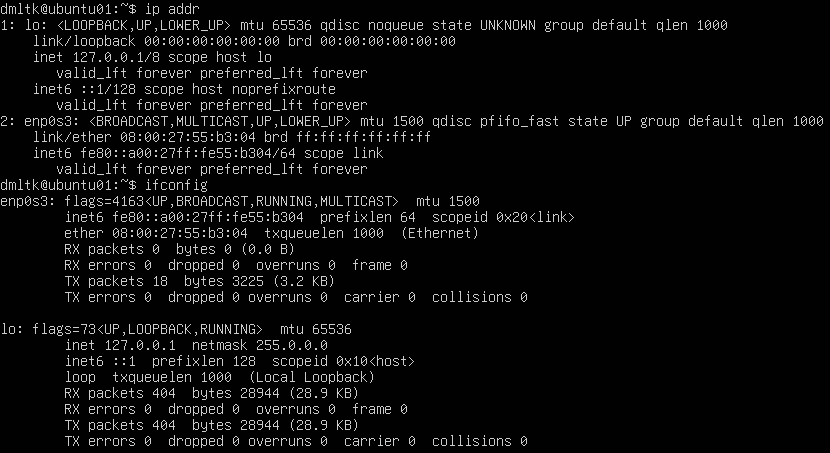 dmltk@ubuntu01:~$ ip addr
1: lo: <LOOPBACK,UP,LOWER_UP> mtu 65536 qdisc noqueue state UNKNOWN group default qlen 1000
    link/loopback 00:00:00:00:00:00 brd 00:00:00:00:00:00
    inet 127.0.0.1/8 scope host lo
       valid_lft forever preferred_lft forever
    inet6 ::1/128 scope host noprefixroute
       valid_lft forever preferred_lft forever
2: enp0s3: <BROADCAST,MULTICAST,UP,LOWER_UP> mtu 1500 qdisc pfifo_fast state UP group default qlen 1000
    link/ether 08:00:27:55:b3:04 brd ff:ff:ff:ff:ff:ff
    inet6 fe80::a00:27ff:fe55:b304/64 scope link
       valid_lft forever preferred_lft forever
dmltk@ubuntu01:~$ ifconfig
enp0s3: flags=4163<UP,BROADCAST,RUNNING,MULTICAST>  mtu 1500
        inet6 fe80::a00:27ff:fe55:b304  prefixlen 64  scopeid 0x20<link>
        ether 08:00:27:55:b3:04  txqueuelen 1000  (Ethernet)
        RX packets 0  bytes 0 (0.0 B)
        RX errors 0  dropped 0  overruns 0  frame 0
        TX packets 18  bytes 3225 (3.2 KB)
        TX errors 0  dropped 0 overruns 0  carrier 0  collisions 0

lo: flags=73<UP,LOOPBACK,RUNNING>  mtu 65536
        inet 127.0.0.1  netmask 255.0.0.0
        inet6 ::1  prefixlen 128  scopeid 0x10<host>
        loop  txqueuelen 1000  (Local Loopback)
        RX packets 404  bytes 28944 (28.9 KB)
        RX errors 0  dropped 0  overruns 0  frame 0
        TX packets 404  bytes 28944 (28.9 KB)
        TX errors 0  dropped 0 overruns 0  carrier 0  collisions 0